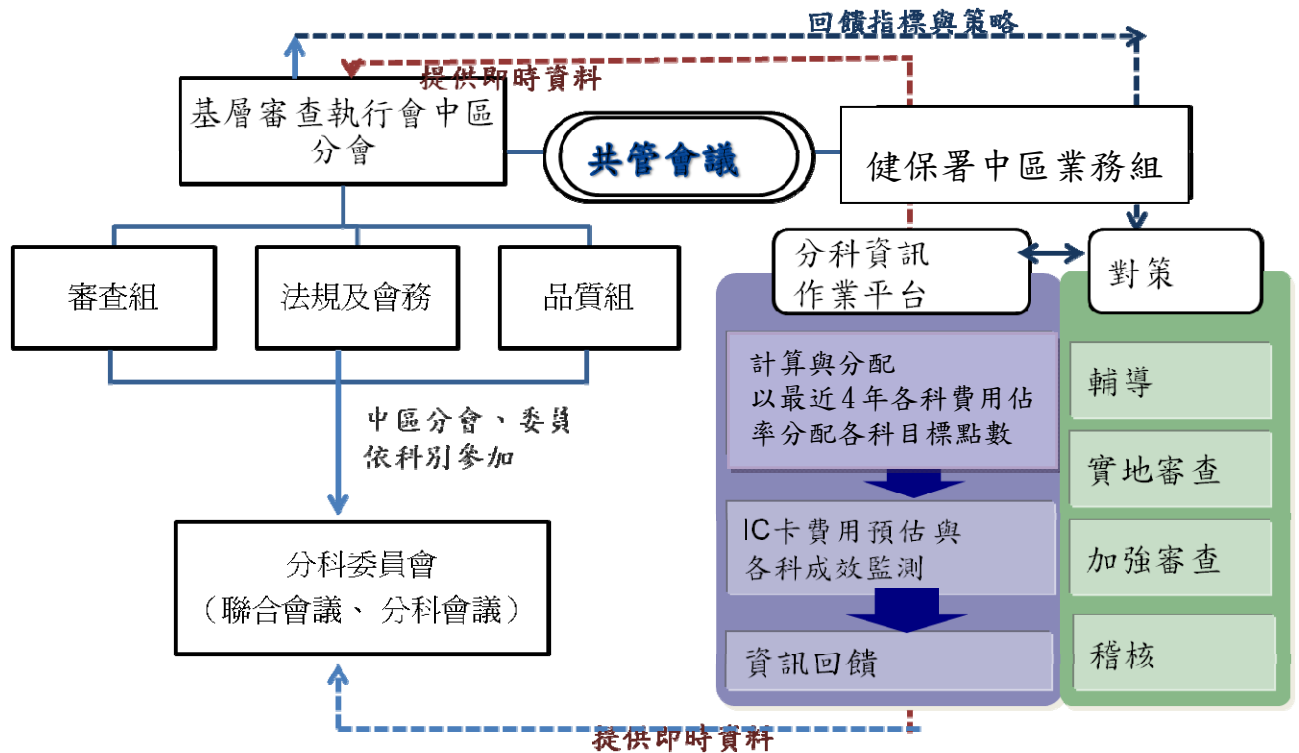 回饋指標與策略
提供即時資料
基層審查執行會中區
分會
共管會議
健保署中區業務組
審查組
法規及會務
品質組
分科資訊
作業平台
對策
計算與分配
以最近4年各科費用佔
率分配各科目標點數
輔導
中區分會、委員
依科別參加
實地審查
IC卡費用預估與
各科成效監測
加強審查
分科委員會
（聯合會議、分科會議）
資訊回饋
稽核
提供即時資料